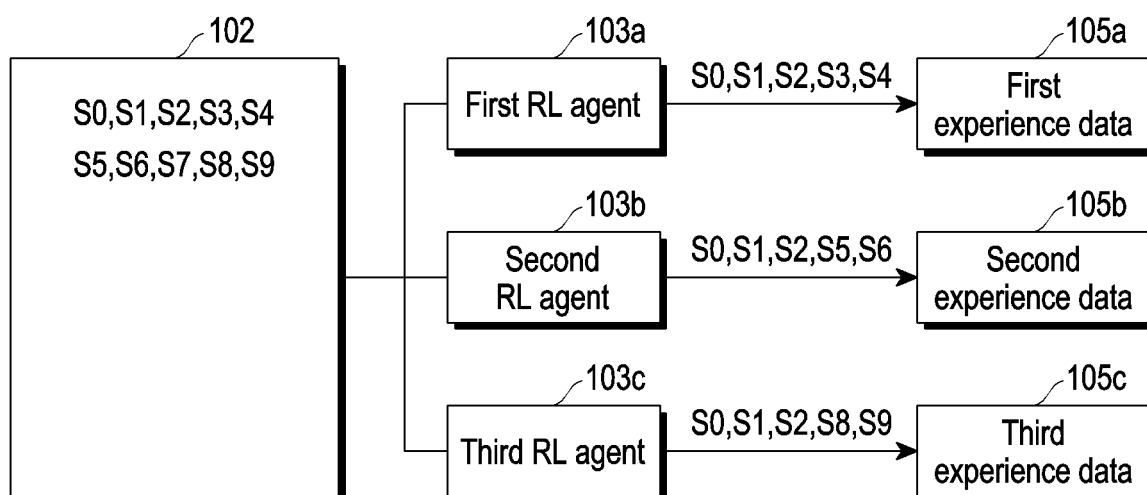 102
S0,S1,S2,S3,S4
S5,S6,S7,S8,S9
103a
First RL agent
S0,S1,S2,S3,S4
105a
First
experience data
103b
Second
RL agent
S0,S1,S2,S5,S6
105b
Second
experience data
103c
Third RL agent
S0,S1,S2,S8,S9
105c
Third
experience data